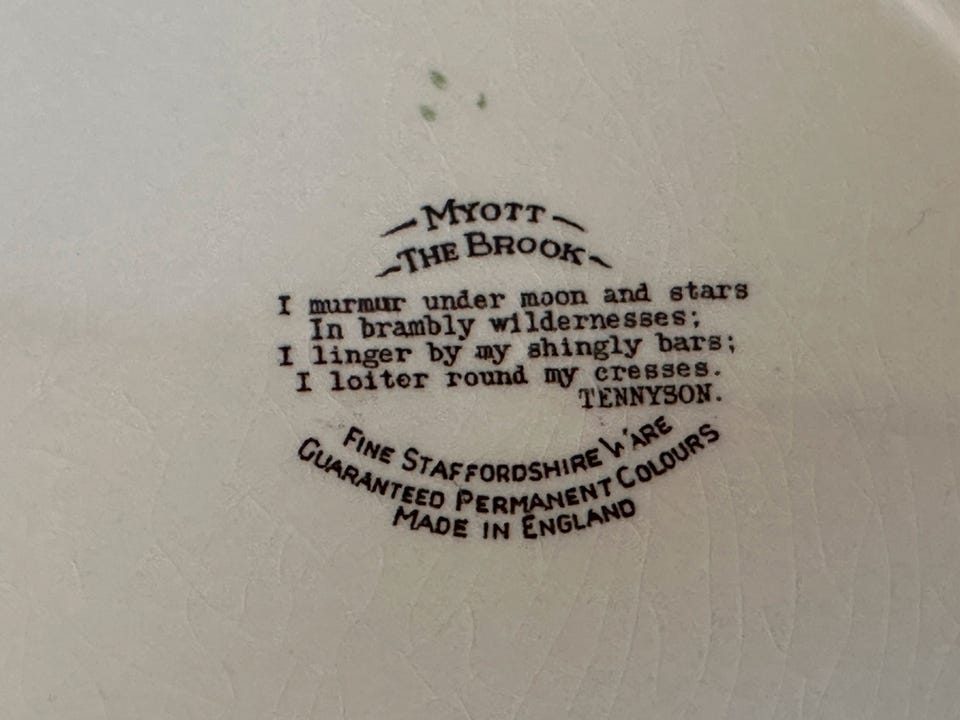 MYOTT
THE BROOK
I murmur under moon and stars
In brambly wildernesses;
I linger by my shingly bars;
I loiter round my cresses.
TENNYSON.
FINE STAFFORDSHIRE WARE
GUARANTEED PERMANENT COLOURS
MADE IN ENGLAND